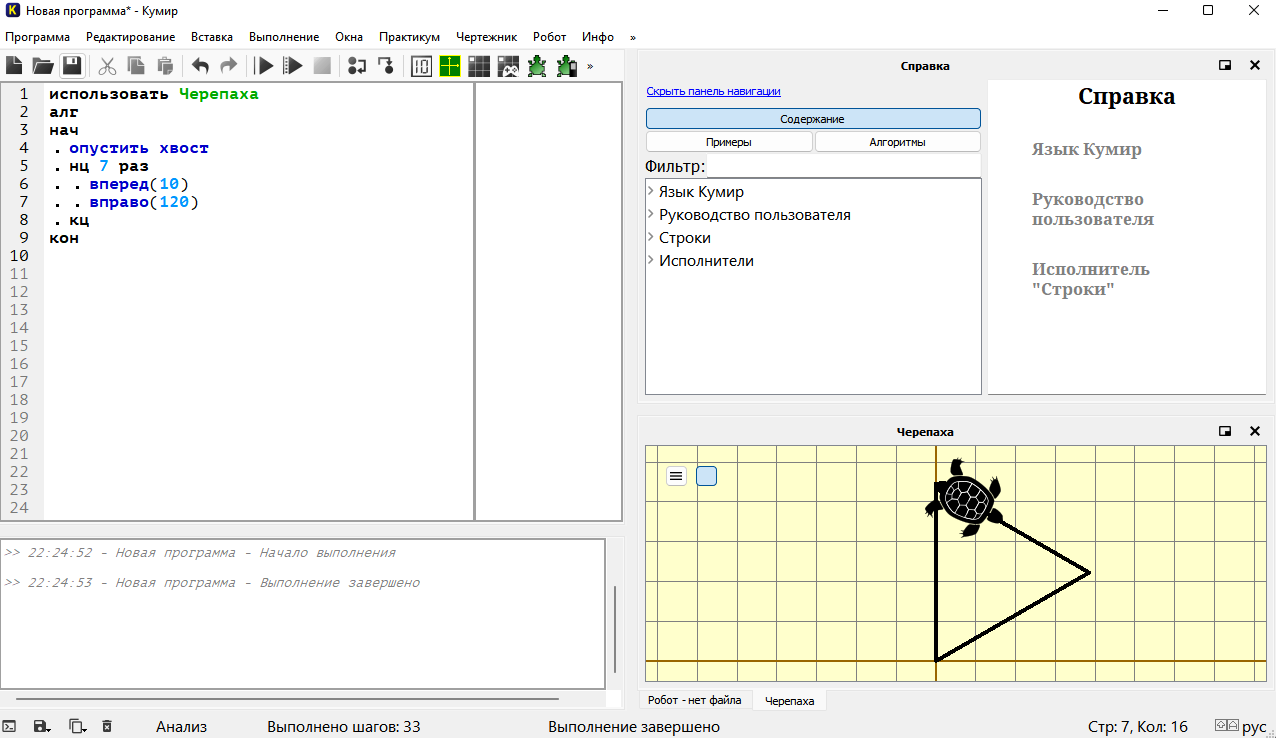 Новая программа* - Кумир
Программа Редактирование Вставка Выполнение Окна Практикум Чертежник Робот Инфо »
»
1 использовать Черепаха
2 алг
3 нач
4 . опустить хвост
5 . нц 7 раз
6 . . вперед(10)
7 . . вправо(120)
8 . кц
9 кон
10
11
12
13
14
15
16
17
18
19
20
21
22
23
24
>> 22:24:52 - Новая программа - Начало выполнения
>> 22:24:53 - Новая программа - Выполнение завершено
Справка
Скрыть панель навигации
Содержание
Примеры Алгоритмы
Фильтр:
Язык Кумир
Руководство пользователя
Строки
Исполнители
Справка
Язык Кумир
Руководство
пользователя
Исполнитель
"Строки"
Черепаха
Робот - нет файла Черепаха
Анализ Выполнено шагов: 33 Выполнение завершено Стр: 7, Кол: 16 рус